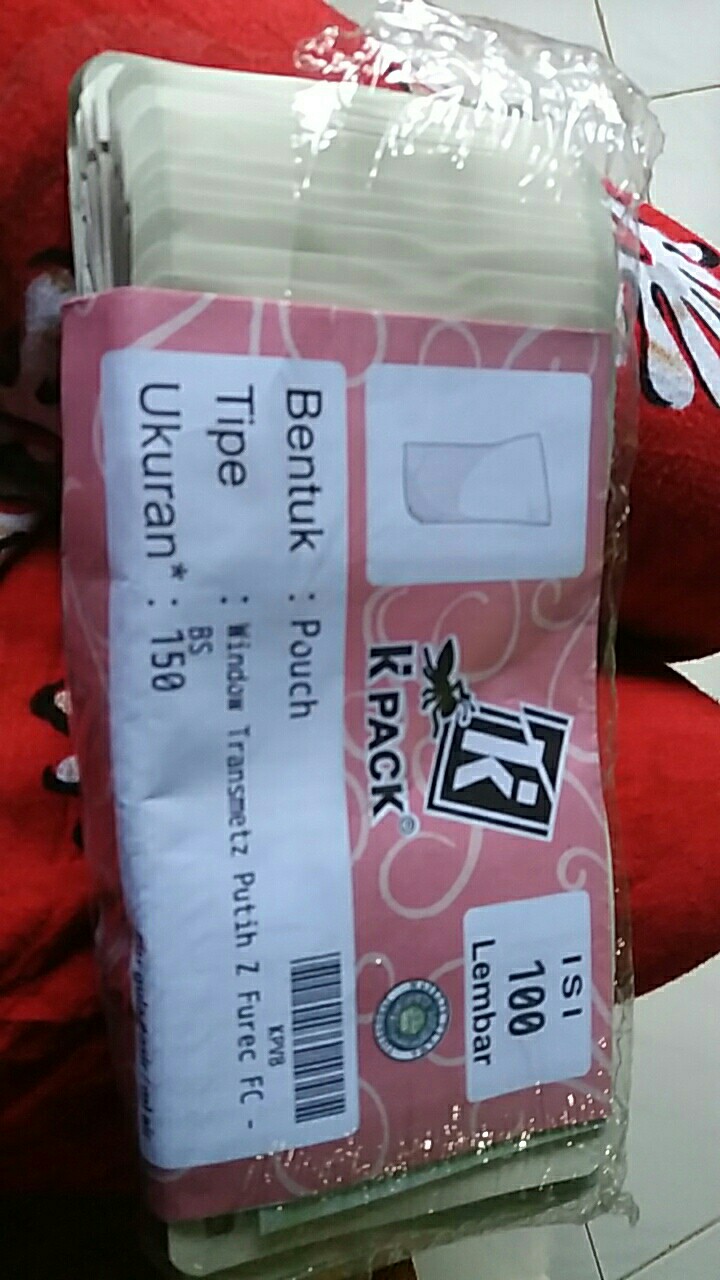 K
K PACK®
ISI
100
Lembar
Bentuk : Pouch
Tipe : Window Transmetz Putih Z Furec FC -
BS
Ukuran* : 150
KPVB